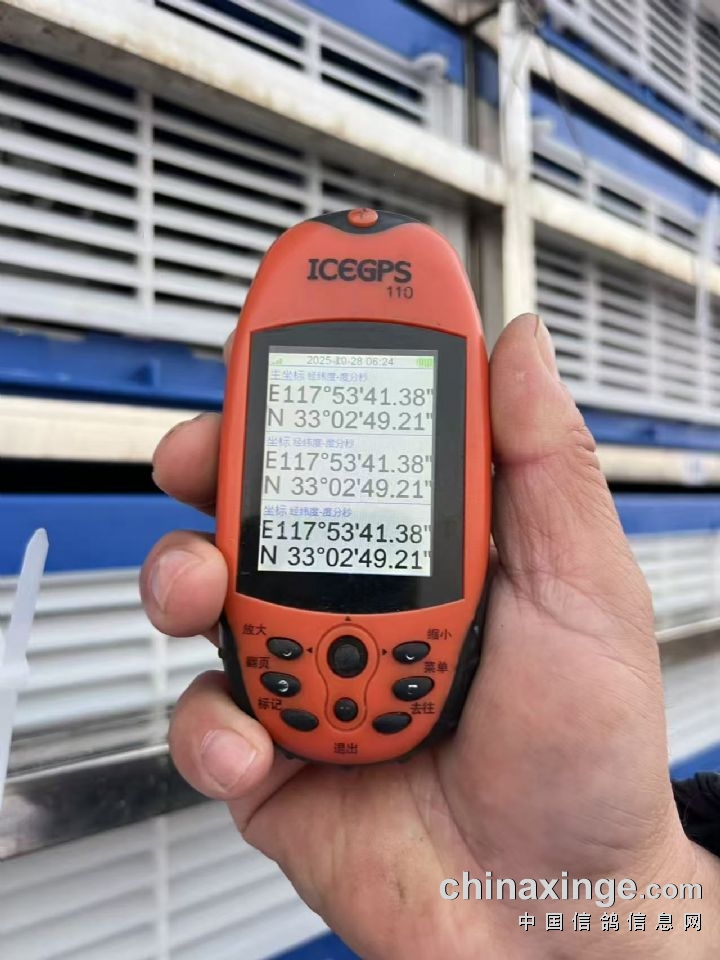 ICEGPS
110
2025-10-28 06:24
主坐标 经纬度-度分秒
E117°53'41.38"
N 33°02'49.21"
坐标 经纬度-度分秒
E117°53'41.38"
N 33°02'49.21"
坐标 经纬度-度分秒
E117°53'41.38"
N 33°02'49.21"
放大
缩小
翻页
菜单
标记
去往
退出
chinaxinge.com
中国信鸽信息网